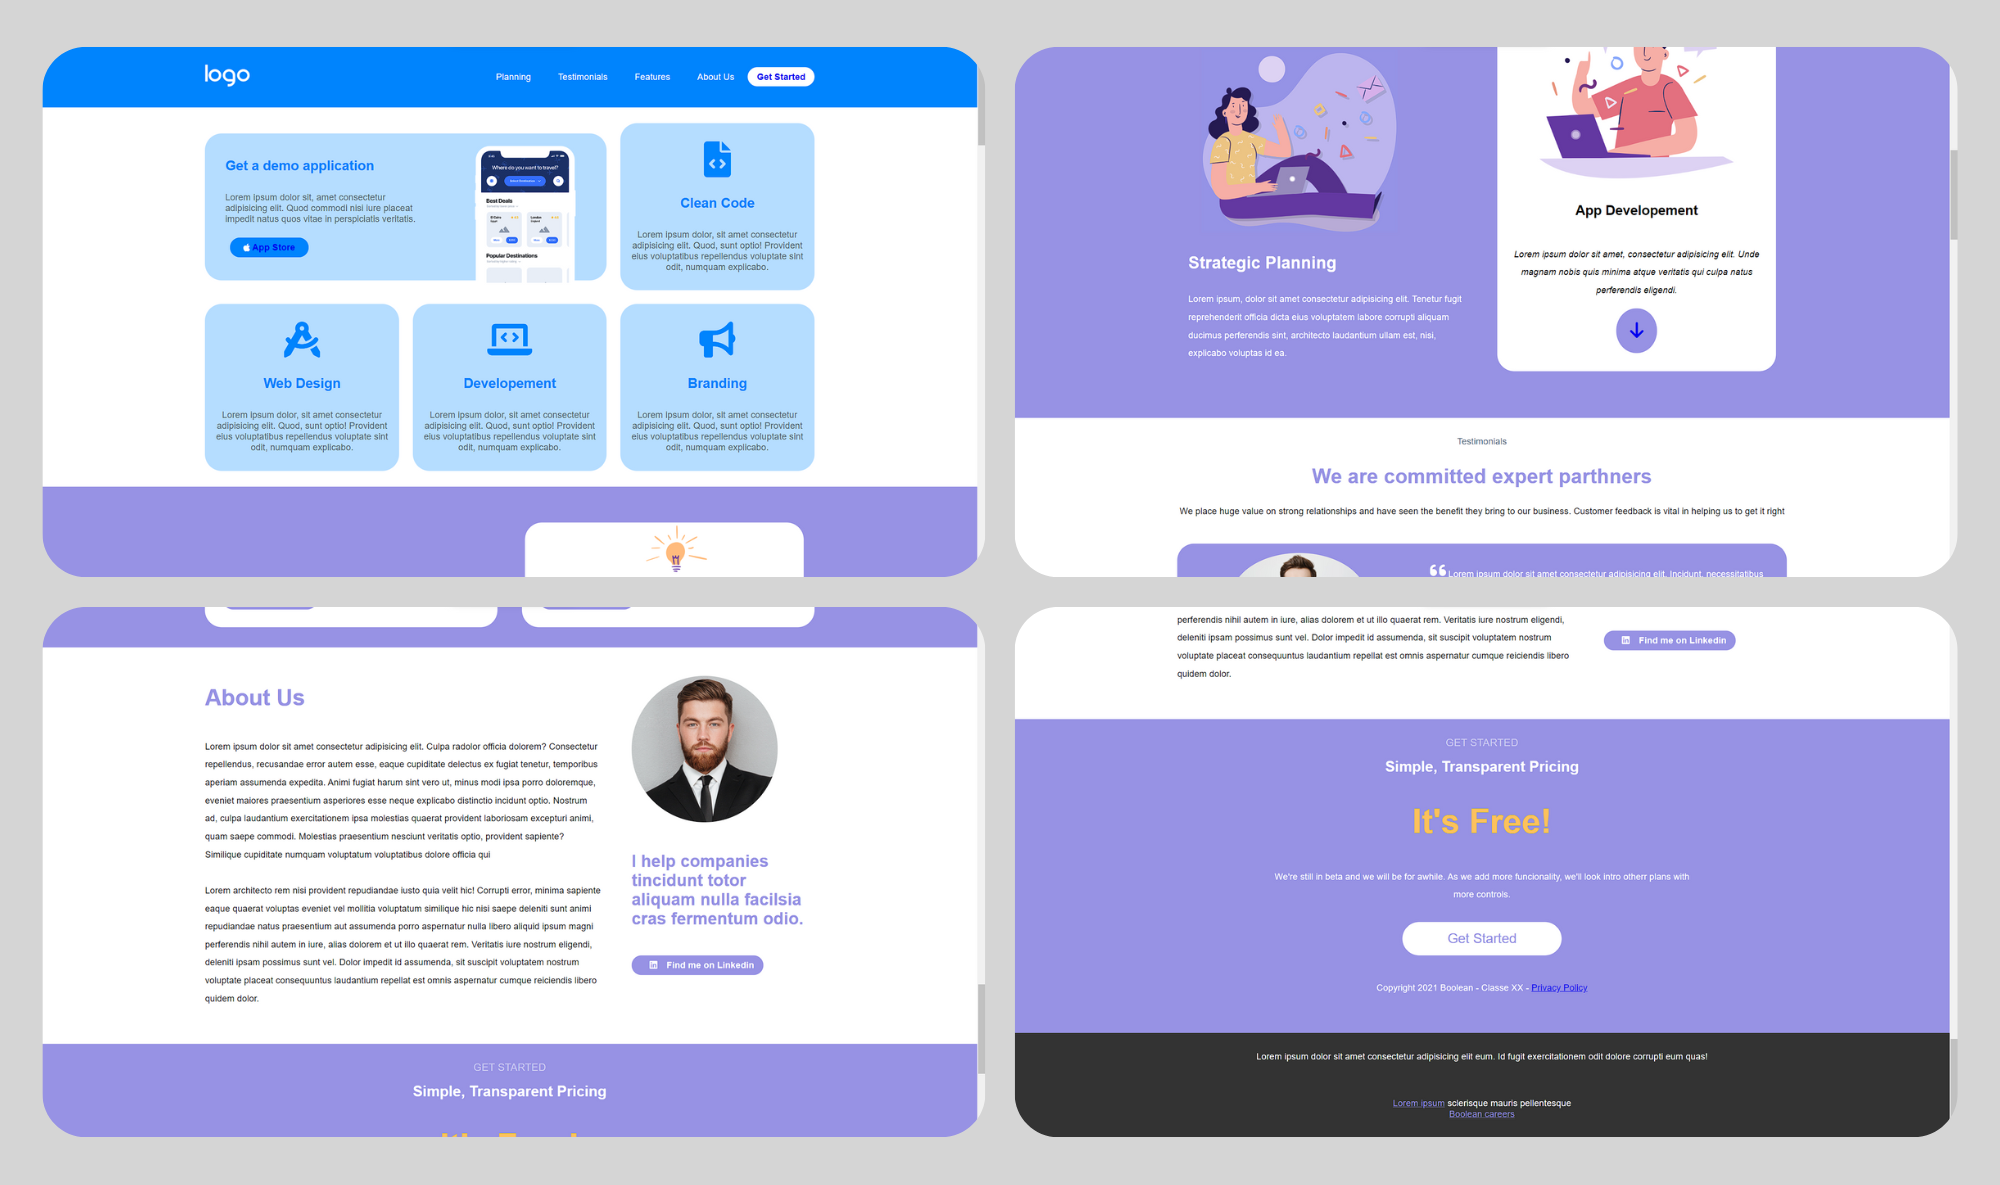 logo
Planning Testimonials Features About Us Get Started
Get a demo application
Lorem ipsum dolor sit, amet consectetur
adipisicing elit. Quod commodi nisi iure placeat
impedit natus quos vitae in perspiciatis veritatis.
App Store
Where do you want to travel?
Best Deals
Popular Destinations
Clean Code
Lorem ipsum dolor, sit amet consectetur
adipisicing elit. Quod, sunt optio! Provident
eius voluptatibus repellendus voluptate sint
odit, numquam explicabo.
Web Design
Lorem ipsum dolor, sit amet consectetur
adipisicing elit. Quod, sunt optio! Provident
eius voluptatibus repellendus voluptate sint
odit, numquam explicabo.
Developement
Lorem ipsum dolor, sit amet consectetur
adipisicing elit. Quod, sunt optio! Provident
eius voluptatibus repellendus voluptate sint
odit, numquam explicabo.
Branding
Lorem ipsum dolor, sit amet consectetur
adipisicing elit. Quod, sunt optio! Provident
eius voluptatibus repellendus voluptate sint
odit, numquam explicabo.
Strategic Planning
Lorem ipsum, dolor sit amet consectetur adipisicing elit. Tenetur fugit
reprehenderit officia dicta eius voluptatem labore corrupti aliquam
ducimus perferendis sint, architecto laudantium ullam est, nisi,
explicabo voluptas id ea.
App Developement
Lorem ipsum dolor sit amet, consectetur adipisicing elit. Unde
magnam nobis quis minima atque veritatis qui culpa natus
perferendis eligendi.
Testimonials
We are committed expert parthners
We place huge value on strong relationships and have seen the benefit they bring to our business. Customer feedback is vital in helping us to get it right
Lorem ipsum dolor sit amet consectetur adipisicing elit. Incidunt, necessitatibus
About Us
Lorem ipsum dolor sit amet consectetur adipisicing elit. Culpa radolor officia dolorem? Consectetur
repellendus, recusandae error autem esse, eaque cupiditate delectus ex fugiat tenetur, temporibus
aperiam assumenda expedita. Animi fugiat harum sint vero ut, minus modi ipsa porro doloremque,
eveniet maiores praesentium asperiores esse neque explicabo distinctio incidunt optio. Nostrum
ad, culpa laudantium exercitationem ipsa molestias quaerat provident laboriosam excepturi animi,
quam saepe commodi. Molestias praesentium nesciunt veritatis optio, provident sapiente?
Similique cupiditate numquam voluptatum voluptatibus dolore officia qui
Lorem architecto rem nisi provident repudiandae iusto quia velit hic! Corrupti error, minima sapiente
eaque quaerat voluptas eveniet vel mollitia voluptatum similique hic nisi saepe deleniti sunt animi
repudiandae natus praesentium aut assumenda porro aspernatur nulla libero aliquid ipsum magni
perferendis nihil autem in iure, alias dolorem et ut illo quaerat rem. Veritatis iure nostrum eligendi,
deleniti ipsam possimus sunt vel. Dolor impedit id assumenda, sit suscipit voluptatem nostrum
voluptate placeat consequuntus laudantium repellat est omnis aspernatur cumque reiciendis libero
quidem dolor.
I help companies
tincidunt totor
aliquam nulla facilsia
cras fermentum odio.
Find me on Linkedin
GET STARTED
Simple, Transparent Pricing
perferendis nihil autem in iure, alias dolorem et ut illo quaerat rem. Veritatis iure nostrum eligendi,
deleniti ipsam possimus sunt vel. Dolor impedit id assumenda, sit suscipit voluptatem nostrum
voluptate placeat consequuntus laudantium repellat est omnis aspernatur cumque reiciendis libero
quidem dolor.
Find me on Linkedin
GET STARTED
Simple, Transparent Pricing
It's Free!
We're still in beta and we will be for awhile. As we add more funcionality, we'll look intro otherr plans with
more controls.
Get Started
Copyright 2021 Boolean - Classe XX - Privacy Policy
Lorem ipsum dolor sit amet consectetur adipisicing elit eum. Id fugit exercitationem odit dolore corrupti eum quas!
Lorem ipsum sclerisque mauris pellentesque
Boolean careers